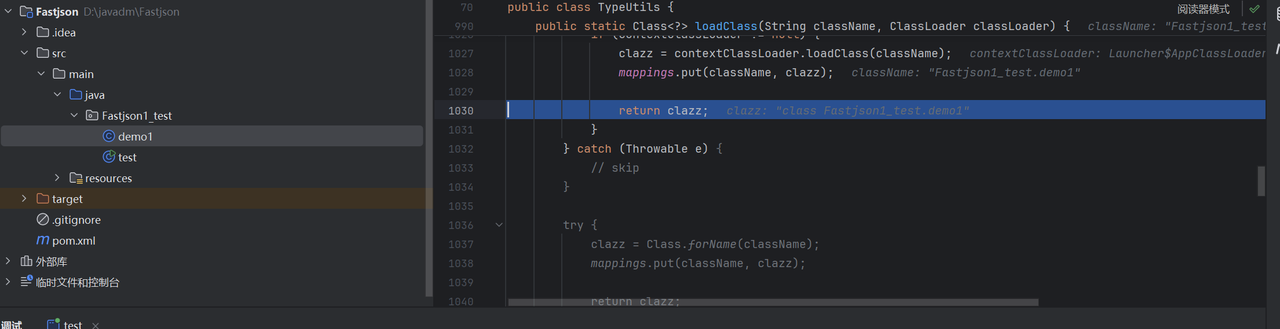 Fastjson D:\javadm\Fastjson
.idea
src
main
java
Fastjson1_test
demo1
test
resources
target
.gitignore
pom.xml
外部库
临时文件和控制台
调试 test ×
阅读器模式
70 public class TypeUtils {
990 public static Class<?> loadClass(String className, ClassLoader classLoader) { className: "Fastjson1_test
1027 clazz = contextClassLoader.loadClass(className); contextClassLoader: Launcher$AppClassLoader
1028 mappings.put(className, clazz); className: "Fastjson1_test.demo1"
1029
1030 return clazz; clazz: "class Fastjson1_test.demo1"
1031 }
1032 } catch (Throwable e) {
1033 // skip
1034 }
1035
1036 try {
1037 clazz = Class.forName(className);
1038 mappings.put(className, clazz);
1039
1040 return clazz;